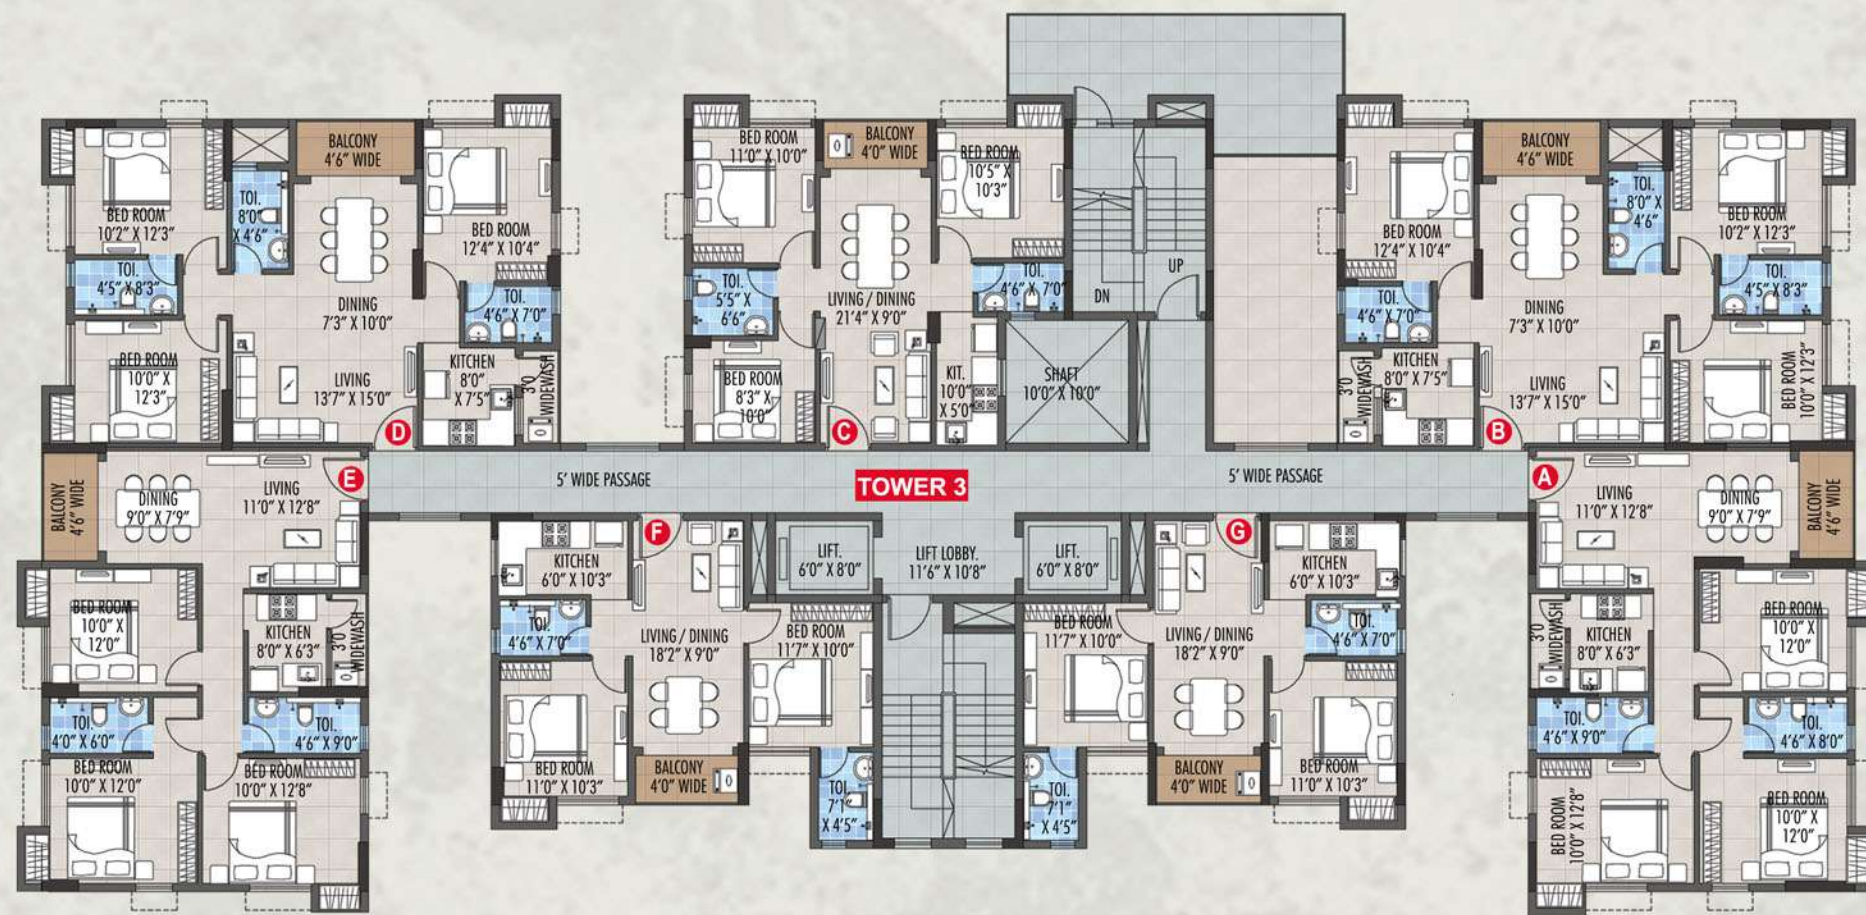 BALCONY
4'6" WIDE
BED ROOM
10'2" X 12'3"
TOI.
8'0"
X 4'6"
BED ROOM
12'4" X 10'4"
TOI.
4'5" X 8'3"
DINING
7'3" X 10'0"
TOI.
4'6" X 7'0"
BED ROOM
10'0" X
12'3"
LIVING
13'7" X 15'0"
KITCHEN
8'0"
X 7'5"
3'0
WIDEWASH
D
BED ROOM
11'0" X 10'0"
BALCONY
4'0" WIDE
BED ROOM
10'5" X
10'3"
TOI.
5'5" X
6'6"
LIVING / DINING
21'4" X 9'0"
TOI.
4'6" X 7'0"
BED ROOM
8'3" X
10'0"
KIT.
10'0"
X 5'0"
C
UP
DN
SHAFT
10'0" X 10'0"
BALCONY
4'6" WIDE
BED ROOM
12'4" X 10'4"
TOI.
8'0" X
4'6"
BED ROOM
10'2" X 12'3"
TOI.
4'6" X 7'0"
DINING
7'3" X 10'0"
TOI.
4'5" X 8'3"
3'0
WIDEWASH
KITCHEN
8'0" X 7'5"
LIVING
13'7" X 15'0"
BED ROOM
10'0" X 12'3"
B
5' WIDE PASSAGE
TOWER 3
5' WIDE PASSAGE
BALCONY
4'6" WIDE
DINING
9'0" X 7'9"
LIVING
11'0" X 12'8"
E
BED ROOM
10'0" X
12'0"
KITCHEN
8'0" X 6'3"
3'0
WIDEWASH
TOI.
4'0" X 6'0"
TOI.
4'6" X 9'0"
BED ROOM
10'0" X 12'0"
BED ROOM
10'0" X 12'8"
F
KITCHEN
6'0" X 10'3"
TOI.
4'6" X 7'0"
LIVING / DINING
18'2" X 9'0"
BED ROOM
11'7" X 10'0"
BED ROOM
11'0" X 10'3"
BALCONY
4'0" WIDE
TOI.
7'1"
X 4'5"
LIFT.
6'0" X 8'0"
LIFT LOBBY.
11'6" X 10'8"
LIFT.
6'0" X 8'0"
G
KITCHEN
6'0" X 10'3"
BED ROOM
11'7" X 10'0"
LIVING / DINING
18'2" X 9'0"
TOI.
4'6" X 7'0"
TOI.
7'1"
X 4'5"
BALCONY
4'0" WIDE
BED ROOM
11'0" X 10'3"
A
LIVING
11'0" X 12'8"
DINING
9'0" X 7'9"
BALCONY
4'6" WIDE
3'0
WIDEWASH
KITCHEN
8'0" X 6'3"
BED ROOM
10'0" X
12'0"
TOI.
4'6" X 9'0"
TOI.
4'6" X 8'0"
BED ROOM
10'0" X 12'8"
BED ROOM
10'0" X
12'0"